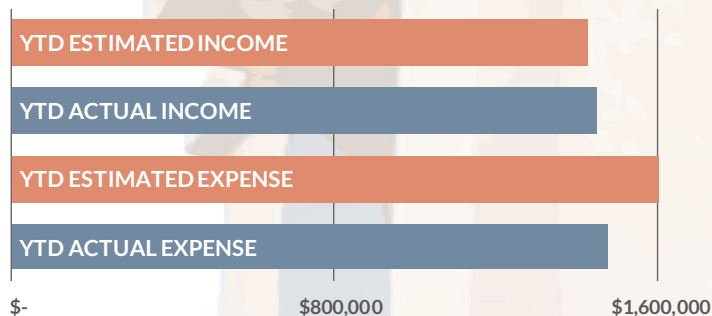 YTD ESTIMATED INCOME
YTD ACTUAL INCOME
YTD ESTIMATED EXPENSE
YTD ACTUAL EXPENSE
$- $800,000 $1,600,000